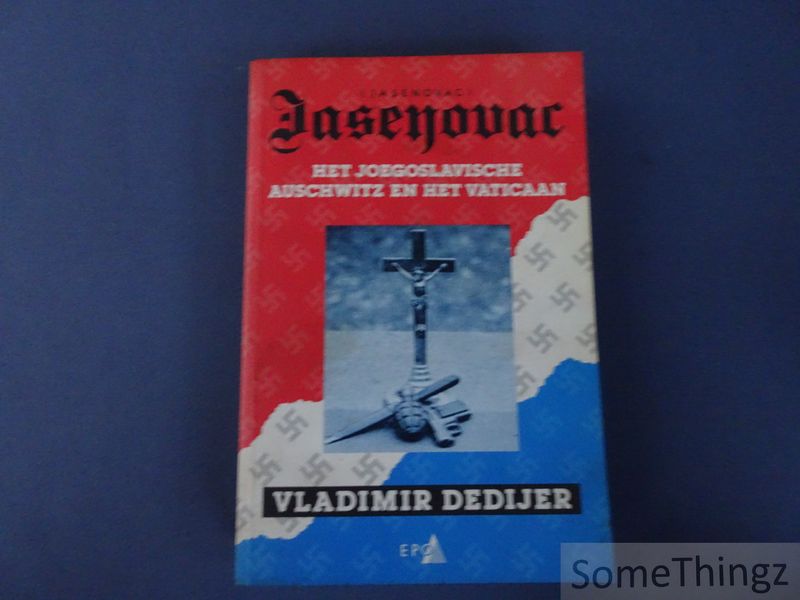 (JASENOVAC)
Jasenovac
HET JOEGOSLAVISCHE
AUSCHWITZ EN HET VATICAAN
VLADIMIR DEDIJER
EPO
SomeThingz